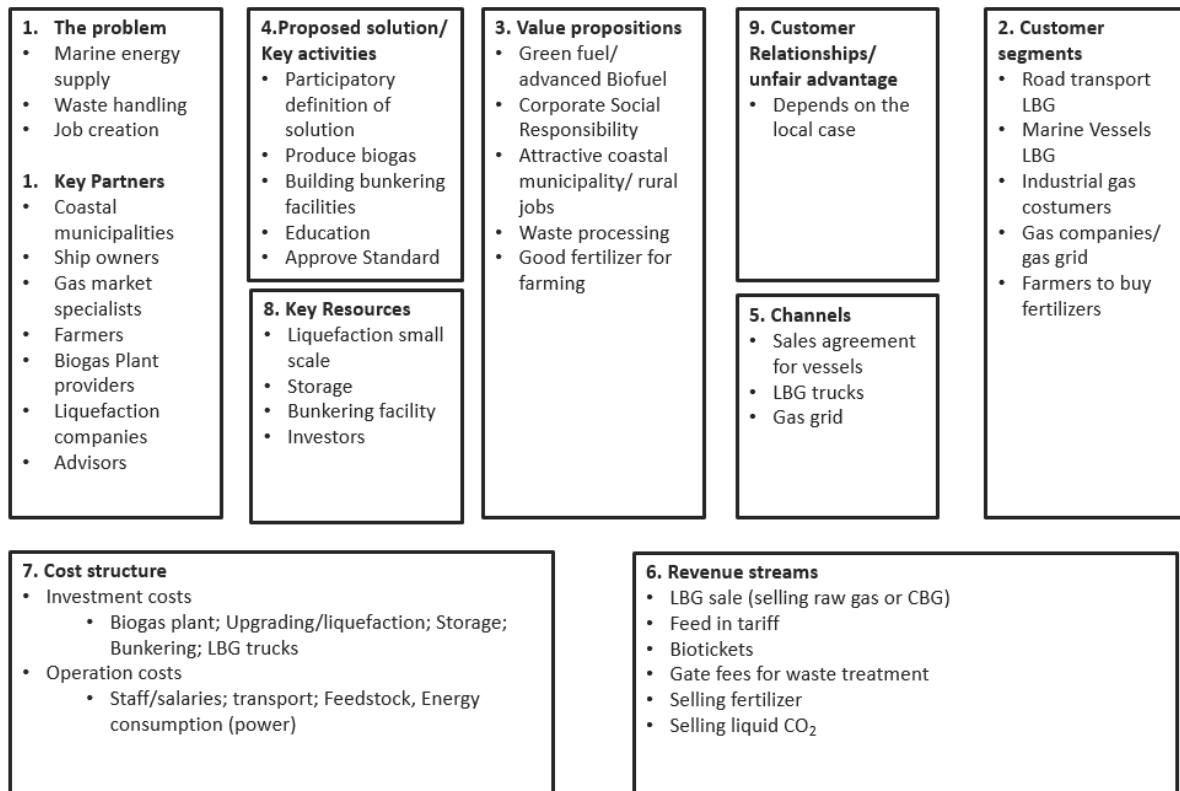 1. The problem
• Marine energy
supply
• Waste handling
• Job creation
1. Key Partners
• Coastal
municipalities
• Ship owners
• Gas market
specialists
• Farmers
• Biogas Plant
providers
• Liquefaction
companies
• Advisors
4.Proposed solution/
Key activities
• Participatory
definition of
solution
• Produce biogas
• Building bunkering
facilities
• Education
• Approve Standard
8. Key Resources
• Liquefaction small
scale
• Storage
• Bunkering facility
• Investors
3. Value propositions
• Green fuel/
advanced Biofuel
• Corporate Social
Responsibility
• Attractive coastal
municipality/ rural
jobs
• Waste processing
• Good fertilizer for
farming
9. Customer
Relationships/
unfair advantage
• Depends on the
local case
5. Channels
• Sales agreement
for vessels
• LBG trucks
• Gas grid
2. Customer
segments
• Road transport
LBG
• Marine Vessels
LBG
• Industrial gas
costumers
• Gas companies/
gas grid
• Farmers to buy
fertilizers
7. Cost structure
• Investment costs
• Biogas plant; Upgrading/liquefaction; Storage;
Bunkering; LBG trucks
• Operation costs
• Staff/salaries; transport; Feedstock, Energy
consumption (power)
6. Revenue streams
• LBG sale (selling raw gas or CBG)
• Feed in tariff
• Biotickets
• Gate fees for waste treatment
• Selling fertilizer
• Selling liquid CO₂